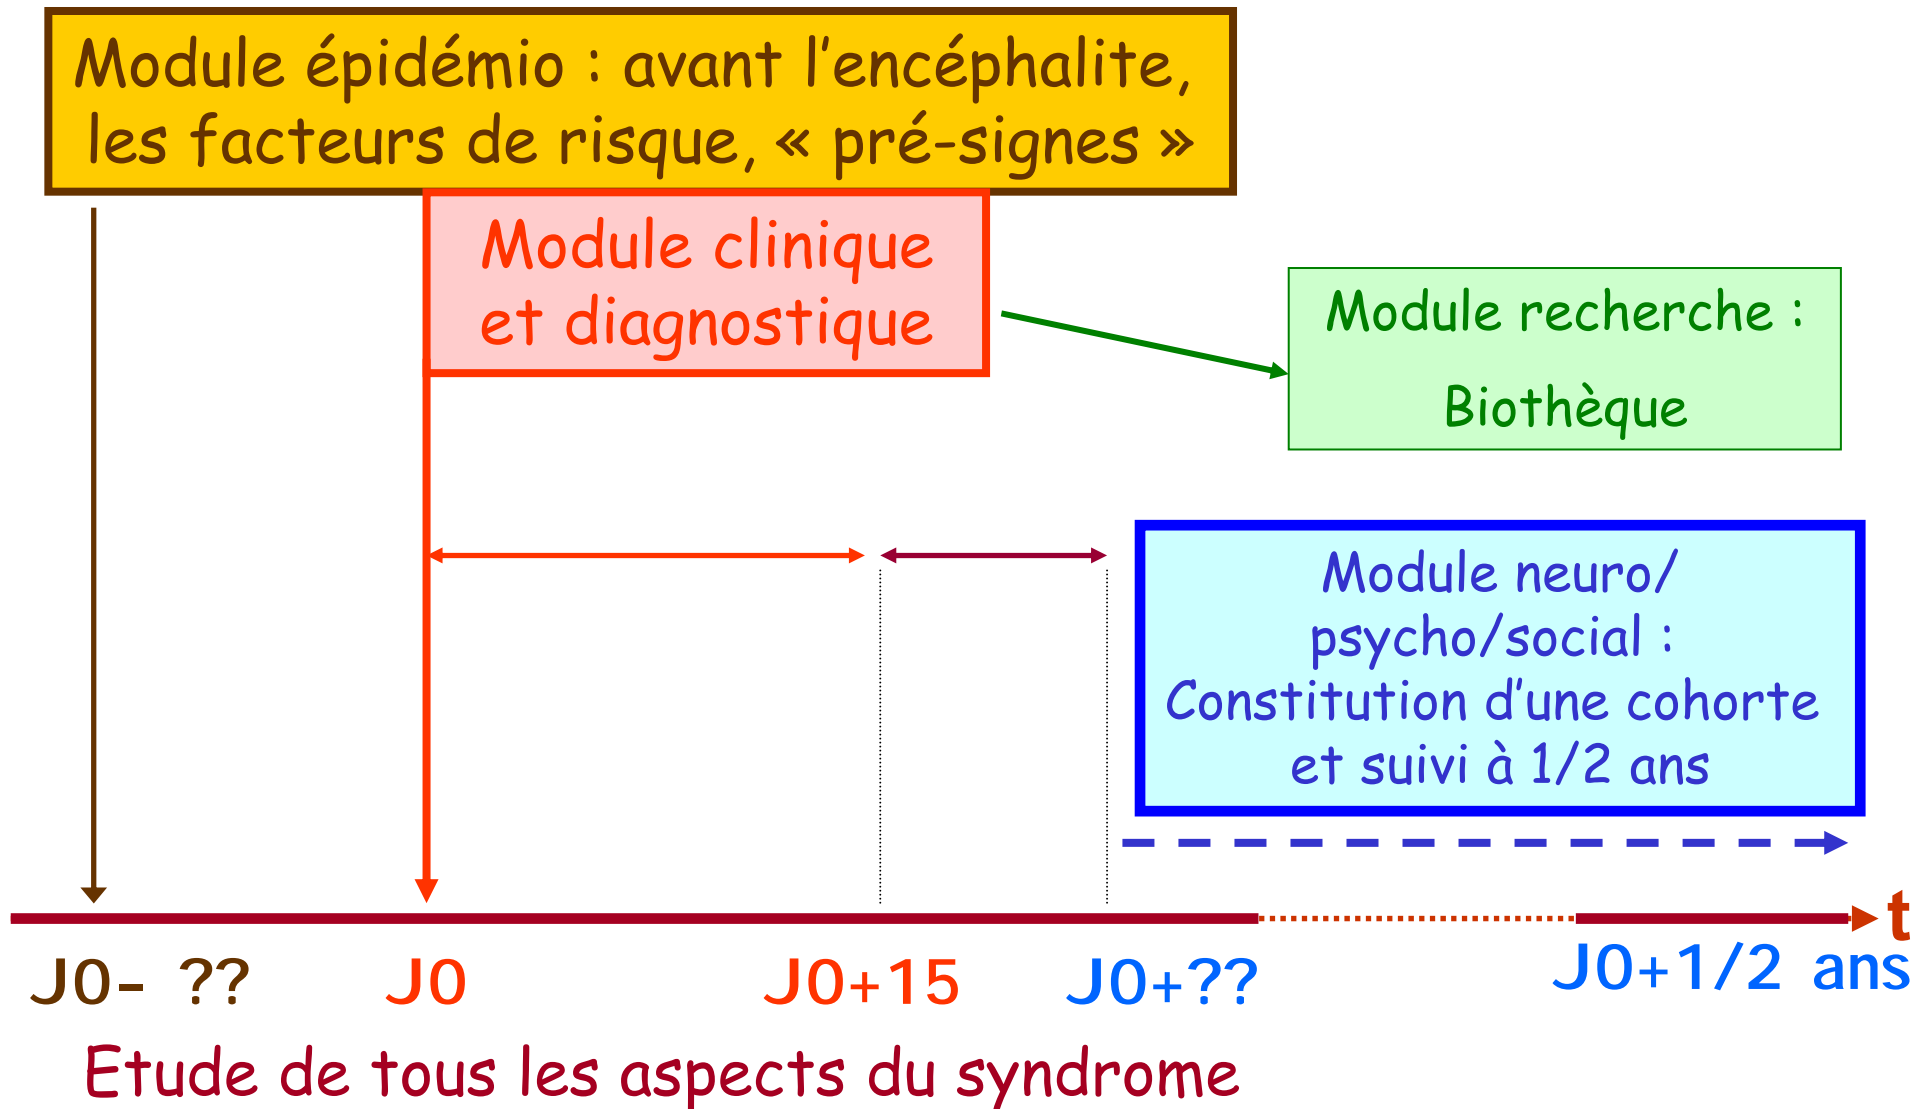 Module épidémio : avant l’encéphalite,
les facteurs de risque, « pré-signes »
Module clinique
et diagnostique
Module recherche :
Biothèque
Module neuro/
psycho/social :
Constitution d’une cohorte
et suivi à 1/2 ans
t
J0- ??
J0
J0+15
J0+??
J0+1/2 ans
Etude de tous les aspects du syndrome